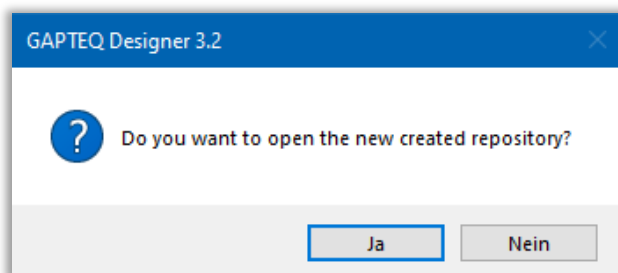 GAPTEQ Designer 3.2
Do you want to open the new created repository?
Ja
Nein